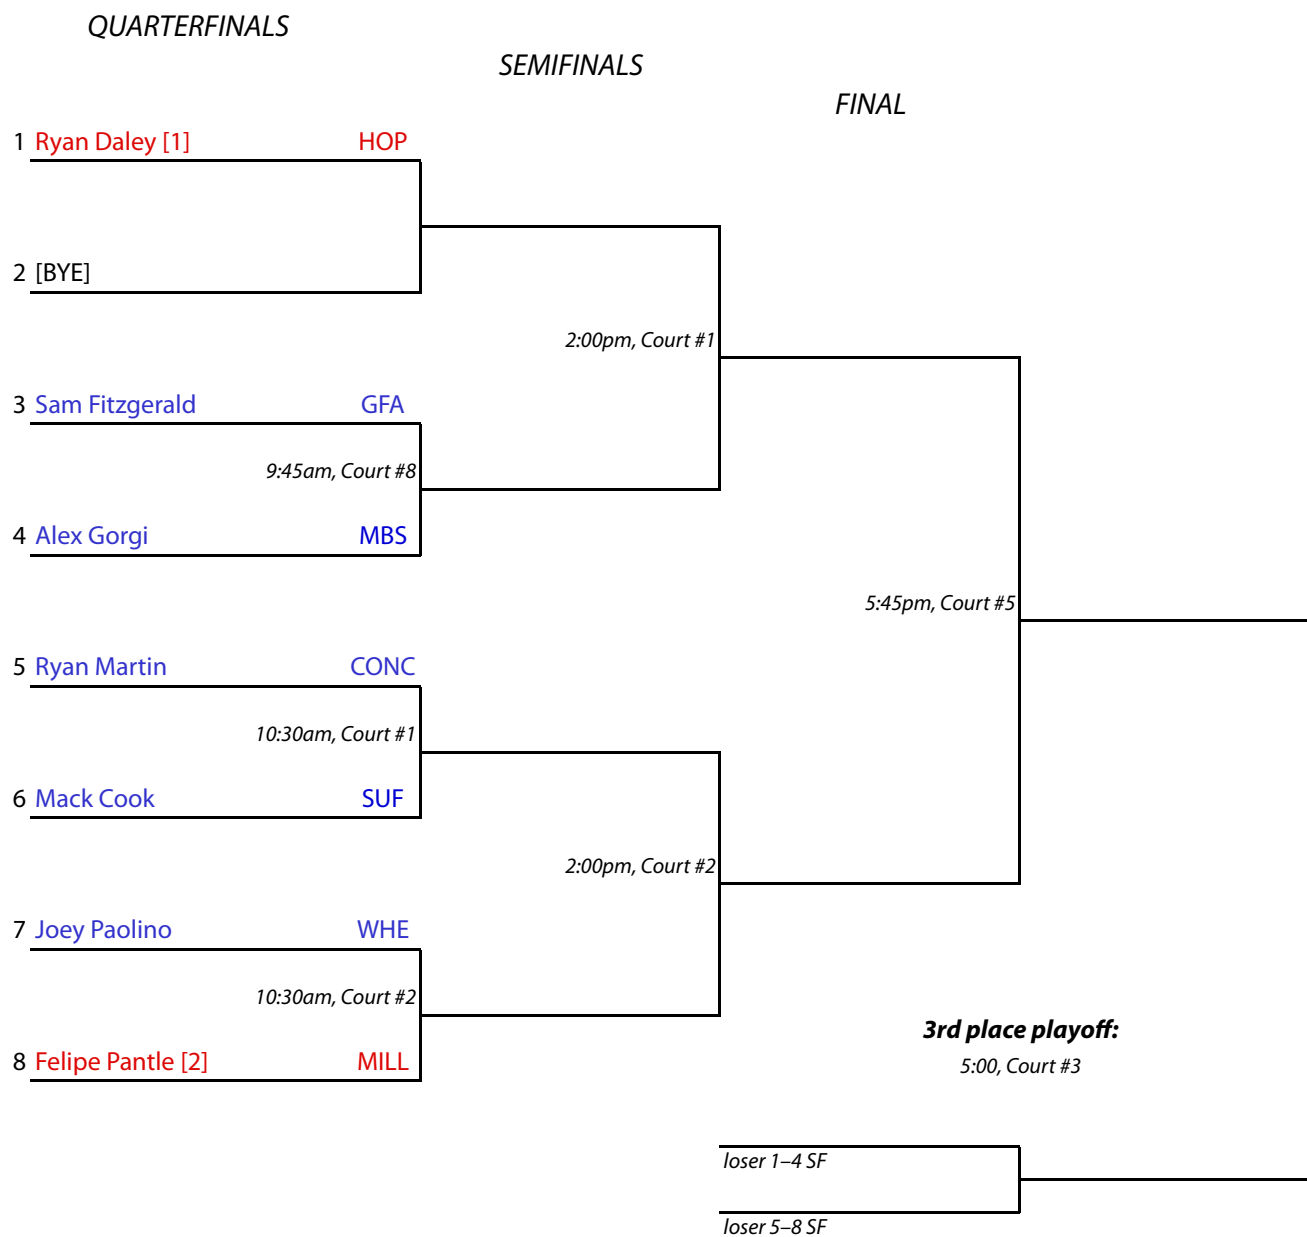 QUARTERFINALS
SEMIFINALS
FINAL
1 Ryan Daley [1] HOP
2 [BYE]
2:00pm, Court #1
3 Sam Fitzgerald GFA
9:45am, Court #8
4 Alex Gorgi MBS
5:45pm, Court #5
5 Ryan Martin CONC
10:30am, Court #1
6 Mack Cook SUF
2:00pm, Court #2
7 Joey Paolino WHE
10:30am, Court #2
3rd place playoff:
8 Felipe Pantle [2] MILL
5:00, Court #3
loser 1–4 SF
loser 5–8 SF